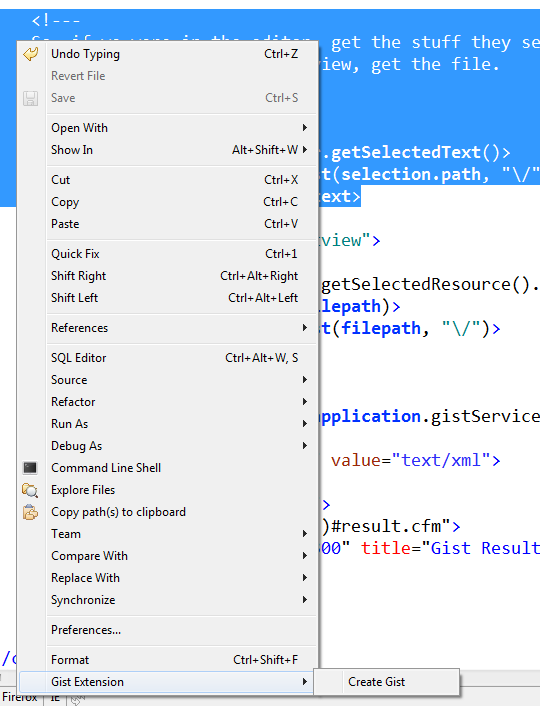 <!---
So, if we were in the editor, get the stuff they se
view, get the file.
Undo Typing Ctrl+Z
Revert File
Save Ctrl+S
Open With
Show In Alt+Shift+W
.getSelectedText()>
Cut Ctrl+X
st(selection.path, "\/"
Copy Ctrl+C
text>
Paste Ctrl+V
tview">
Quick Fix Ctrl+1
Shift Right Ctrl+Alt+Right
getSelectedResource().
Shift Left Ctrl+Alt+Left
lepath)>
References
st(filepath, "\/")>
SQL Editor Ctrl+Alt+W, S
Source
Refactor
application.gistService
Run As
Debug As
value="text/xml">
Command Line Shell
Explore Files
>
Copy path(s) to clipboard
)#result.cfm">
Team
00" title="Gist Result
Compare With
Replace With
Synchronize
Preferences...
Format Ctrl+Shift+F
/c
Gist Extension
Create Gist
Firefox IE